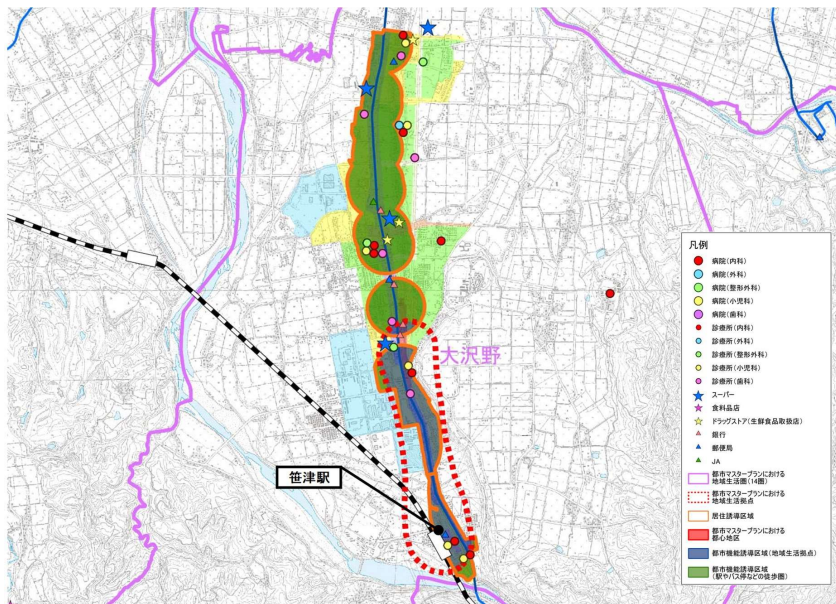 大沢野
笹津駅
凡例
病院(内科)
病院(外科)
病院(整形外科)
病院(小児科)
病院(歯科)
診療所(内科)
診療所(外科)
診療所(整形外科)
診療所(小児科)
診療所(歯科)
スーパー
食料品店
ドラッグストア(生鮮食品取扱店)
銀行
郵便局
JA
都市マスタープランにおける
地域生活圏(14圏)
都市マスタープランにおける
地域生活拠点
居住誘導区域
都市マスタープランにおける
都心地区
都市機能誘導区域(地域生活拠点)
都市機能誘導区域
(駅やバス停などの徒歩圏)